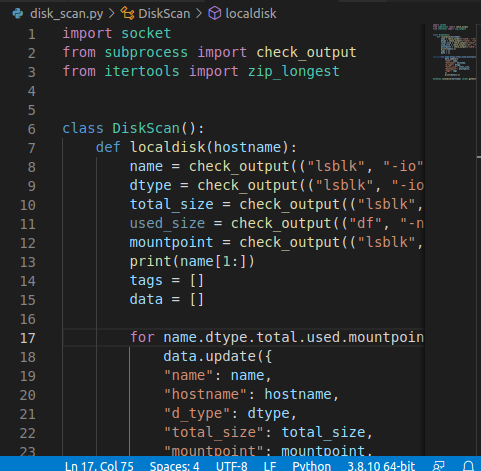 disk_scan.py > DiskScan > localdisk
1 import socket
2 from subprocess import check_output
3 from itertools import zip_longest
4
5
6 class DiskScan():
7 def localdisk(hostname):
8 name = check_output(("lsblk", "-io"
9 dtype = check_output(("lsblk", "-io
10 total_size = check_output(("lsblk",
11 used_size = check_output(("df", "-n
12 mountpoint = check_output(("lsblk",
13 print(name[1:])
14 tags = []
15 data = []
16
17 for name.dtype.total.used.mountpoin
18 data.update({
19 "name": name,
20 "hostname": hostname,
21 "d_type": dtype,
22 "total_size": total_size,
23 "mountpoint": mountpoint,
Ln 17, Col 75 Spaces: 4 UTF-8 LF Python 3.8.10 64-bit